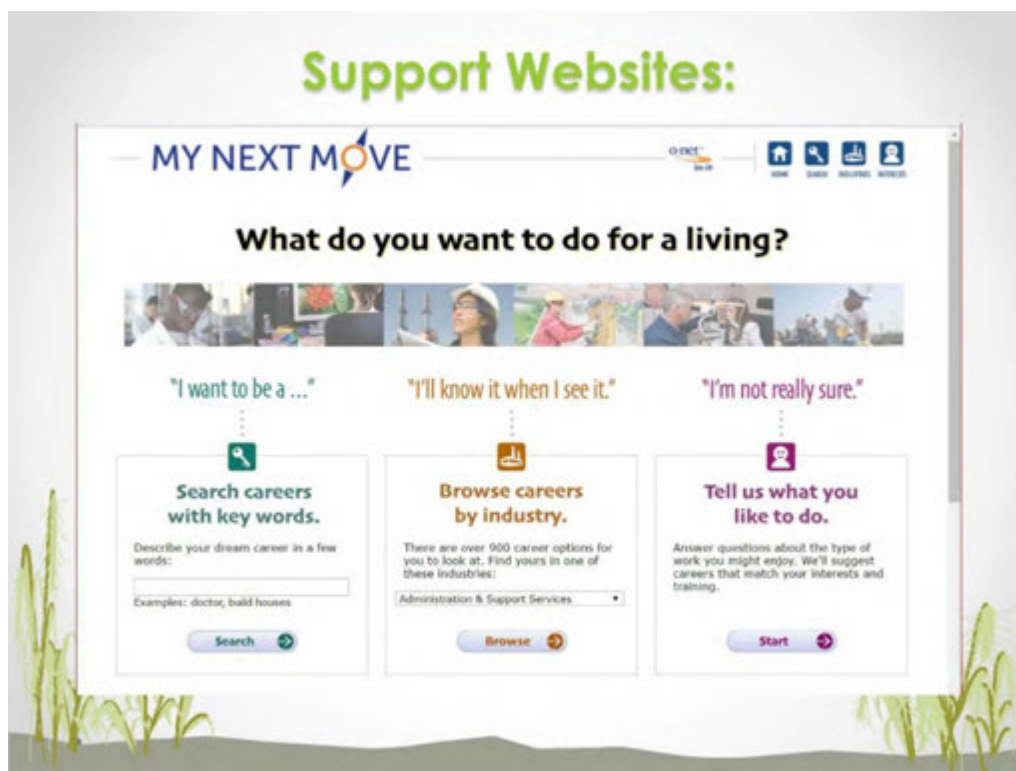 Support Websites:
MY NEXT MOVE
o·net
HOME SEARCH INDUSTRIES INTERESTS
What do you want to do for a living?
"I want to be a ..."
"I'll know it when I see it."
"I'm not really sure."
Search careers
with key words.
Describe your dream career in a few
words:
Examples: doctor, build houses
Search
Browse careers
by industry.
There are over 900 career options for
you to look at. Find yours in one of
these industries:
Administration & Support Services
Browse
Tell us what you
like to do.
Answer questions about the type of
work you might enjoy. We'll suggest
careers that match your interests and
training.
Start